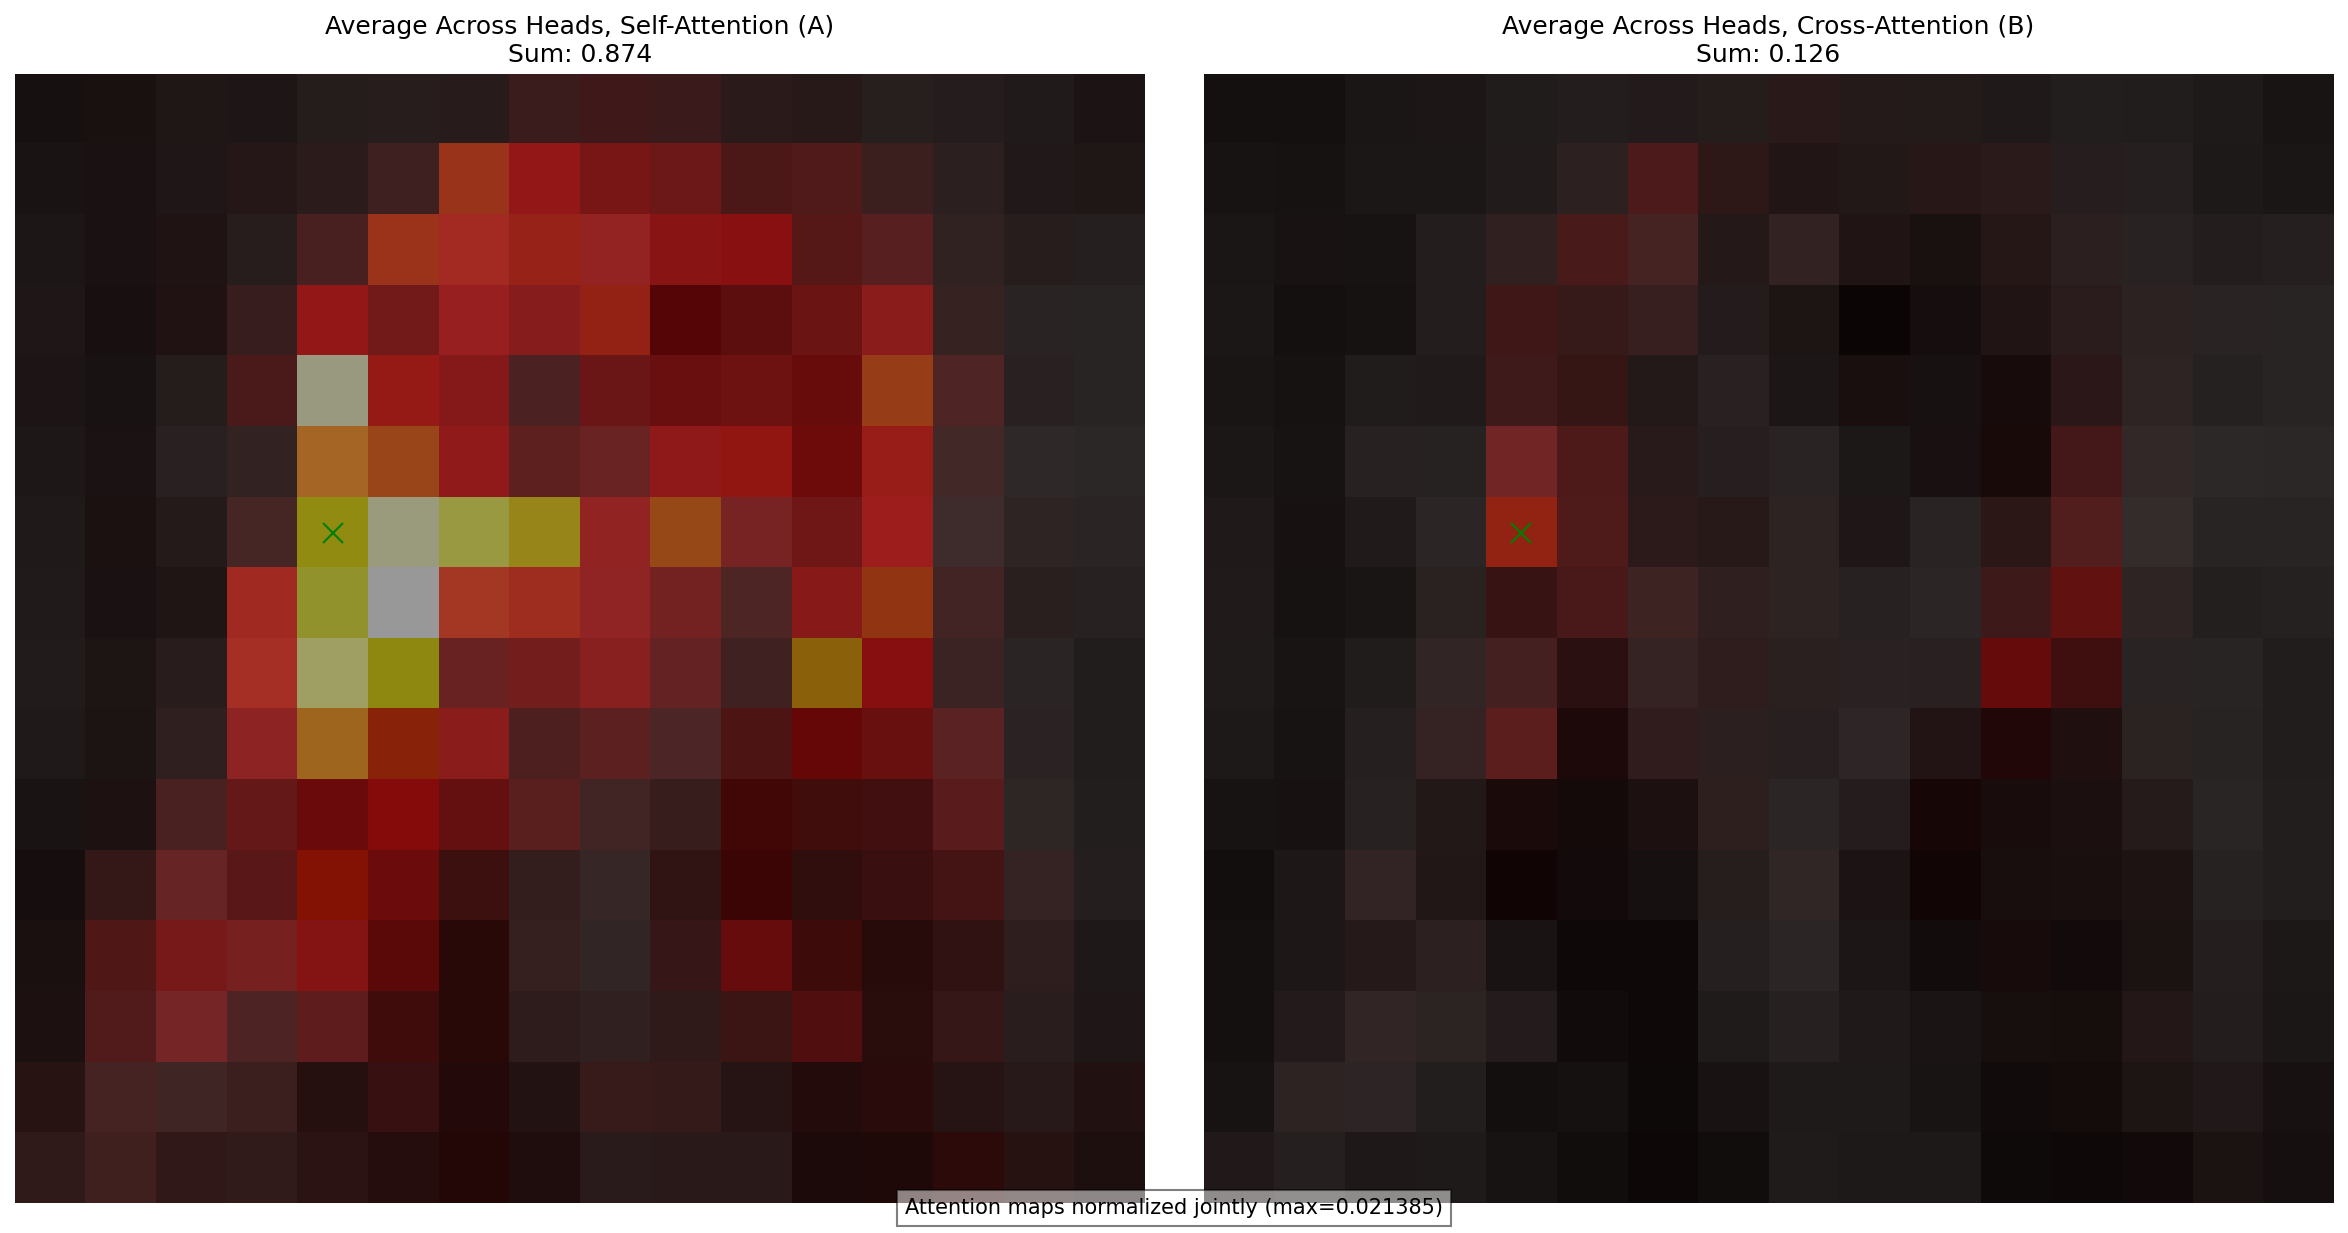 Average Across Heads, Self-Attention (A)
Sum: 0.874
Average Across Heads, Cross-Attention (B)
Sum: 0.126
Attention maps normalized jointly (max=0.021385)